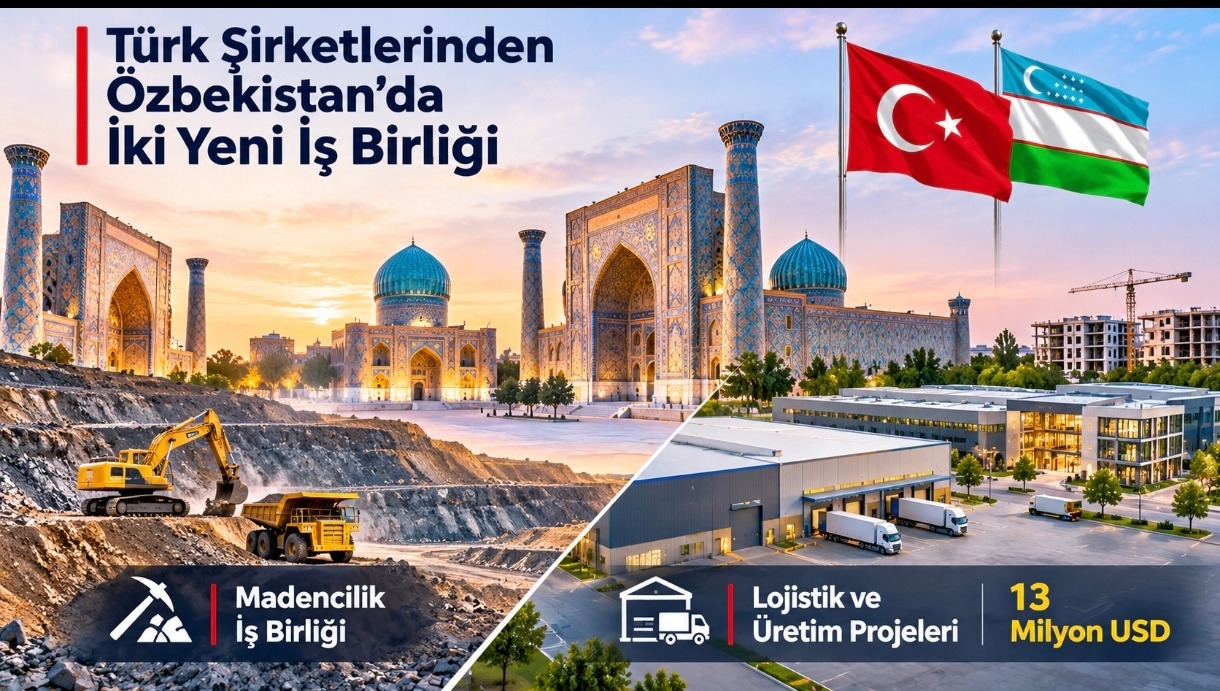 Türk Şirketlerinden
Özbekistan'da
İki Yeni İş Birliği
Madencilik
İş Birliği
Lojistik ve
Üretim Projeleri
13
Milyon USD